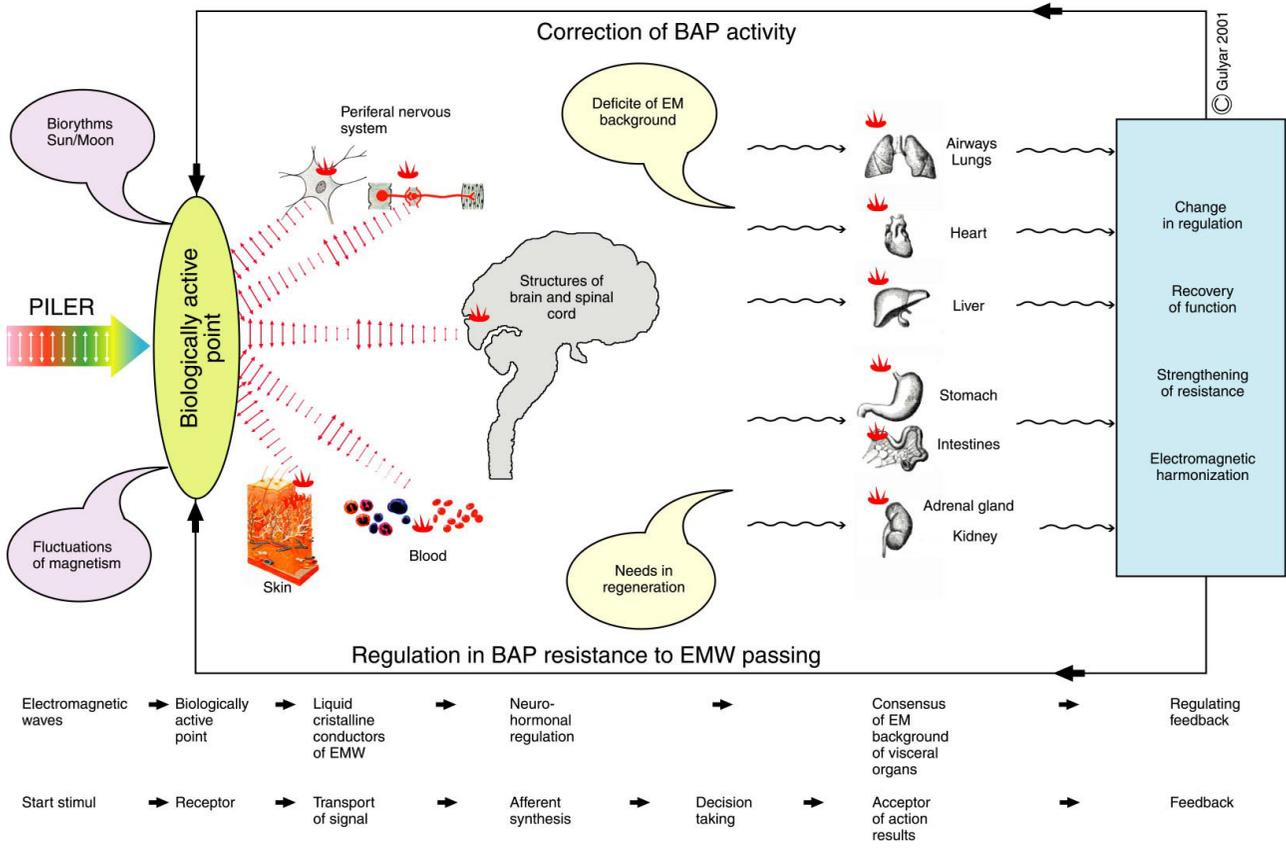 Correction of BAP activity
© Gulyar 2001
Biorythms
Sun/Moon
Periferal nervous
system
Deficite of EM
background
Airways
Lungs
Heart
Liver
Stomach
Intestines
Adrenal gland
Kidney
Change
in regulation
Recovery
of function
Strengthening
of resistance
Electromagnetic
harmonization
PILER
Biologically active
point
Structures of
brain and spinal
cord
Fluctuations
of magnetism
Skin
Blood
Needs in
regeneration
Regulation in BAP resistance to EMW passing
Electromagnetic
waves
Biologically
active
point
Liquid
cristalline
conductors
of EMW
Neuro-
hormonal
regulation
Consensus
of EM
background
of visceral
organs
Regulating
feedback
Start stimul
Receptor
Transport
of signal
Afferent
synthesis
Decision
taking
Acceptor
of action
results
Feedback